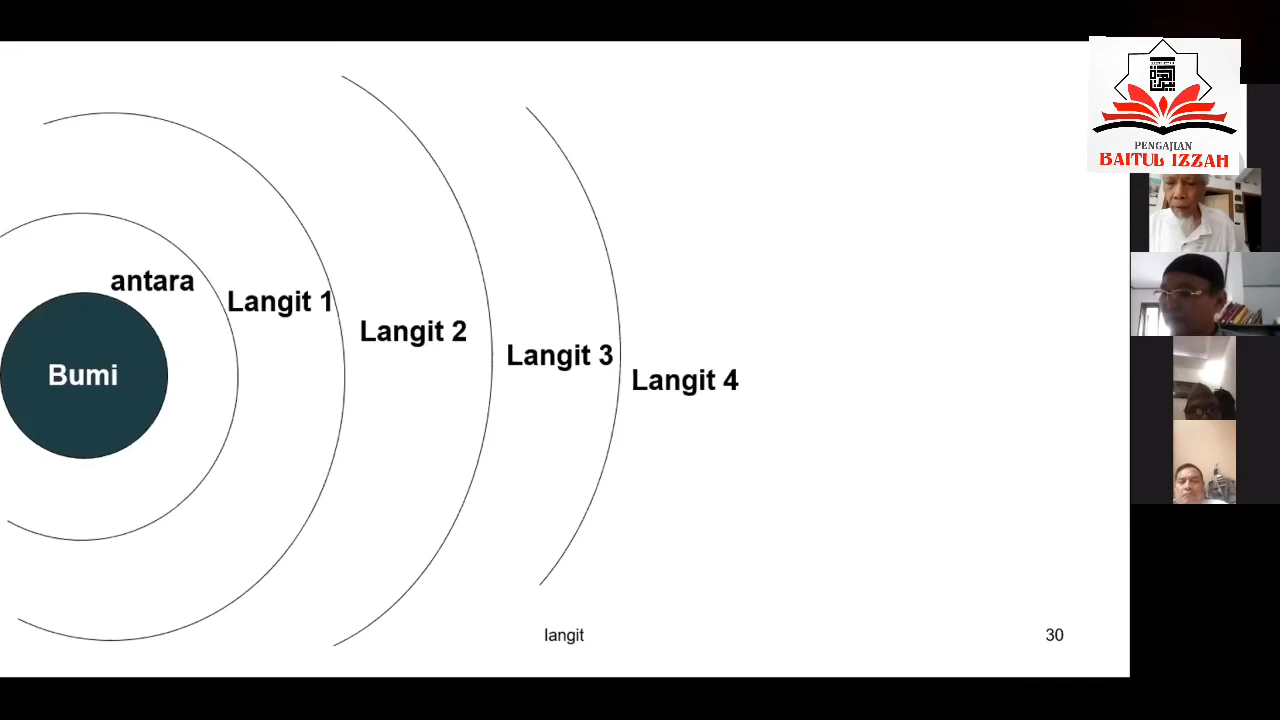 antara
Langit 1
Langit 2
Langit 3
Langit 4
Bumi
langit
30
PENGAJIAN
BAITUL IZZAH